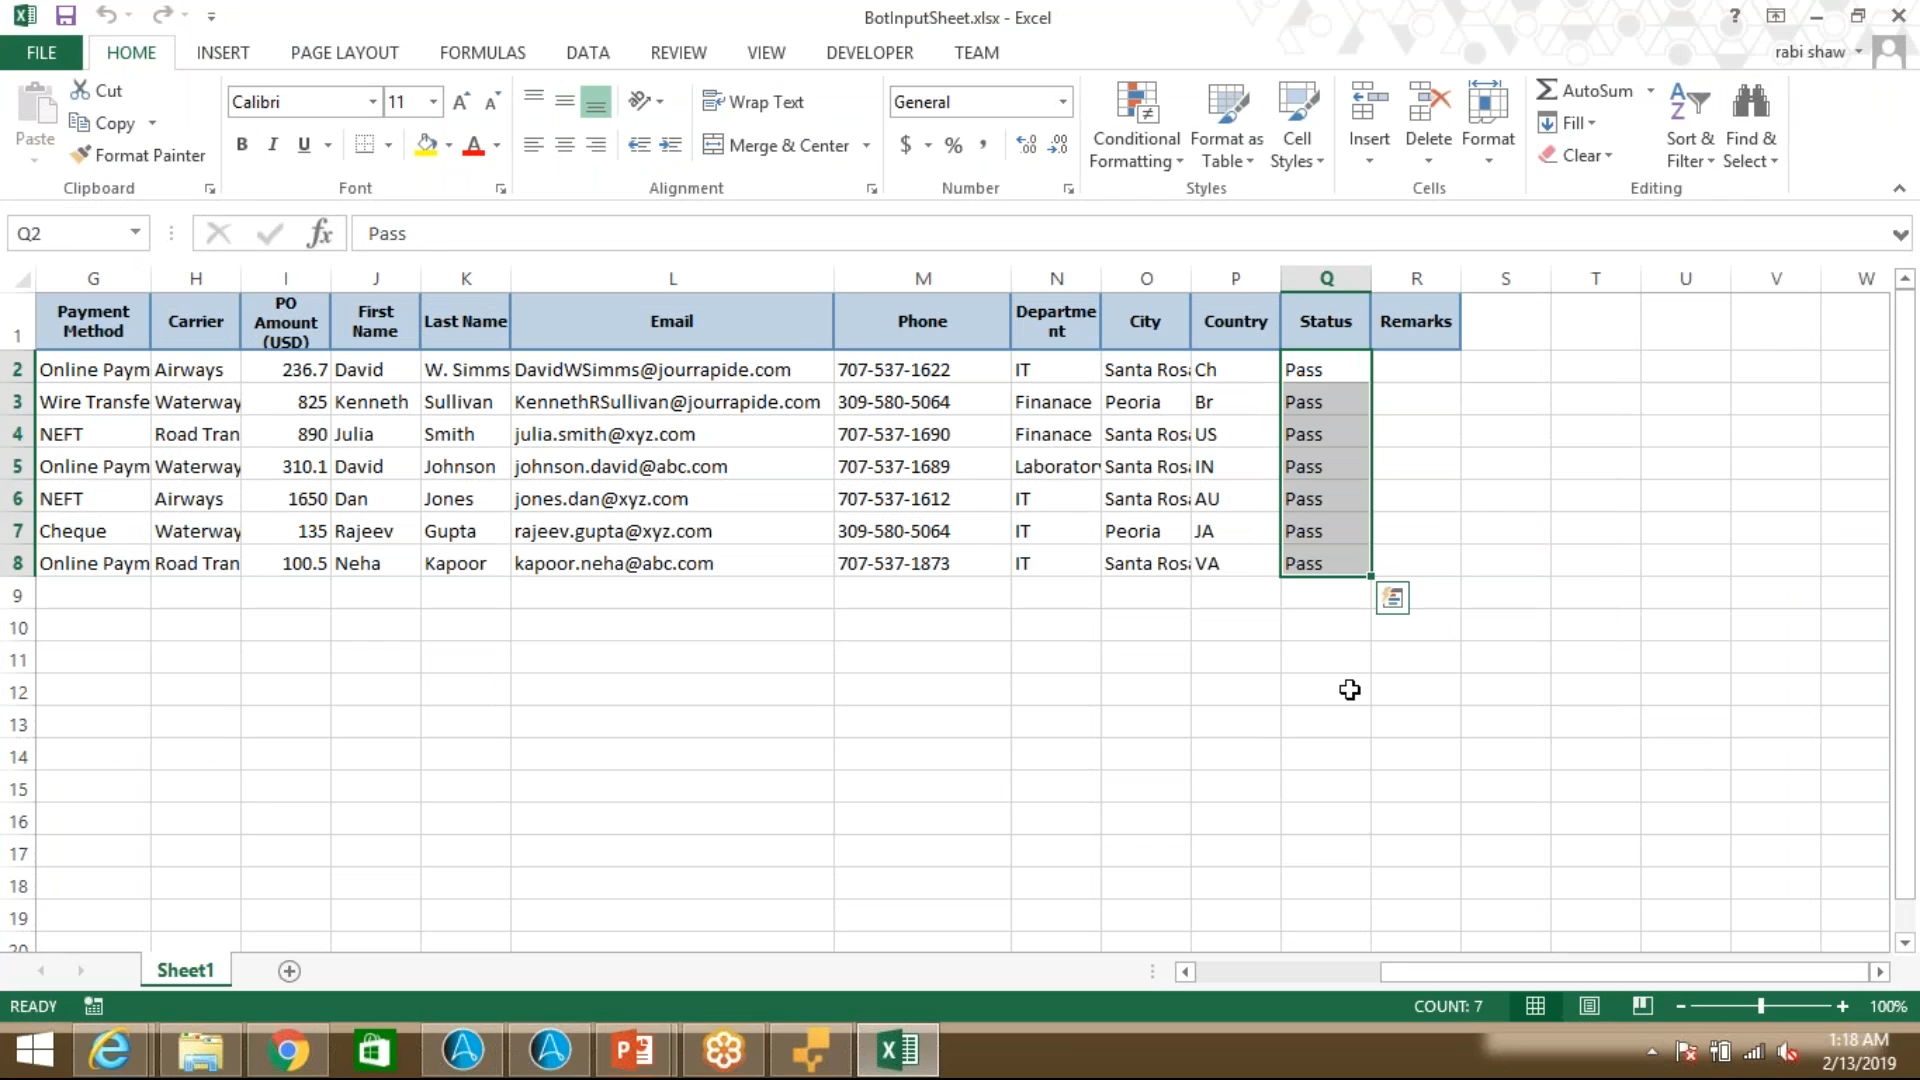 BotInputSheet.xlsx - Excel
?
FILE HOME INSERT PAGE LAYOUT FORMULAS DATA REVIEW VIEW DEVELOPER TEAM rabi shaw
Paste
Cut
Copy
Format Painter
Clipboard
Calibri 11
B I U
Font
Wrap Text
Merge & Center
Alignment
General
$ % ,
Number
Conditional Formatting
Format as Table
Cell Styles
Styles
Insert
Delete
Format
Cells
AutoSum
Fill
Clear
Sort & Filter
Find & Select
Editing
Q2 fx Pass
G H I J K L M N O P Q R S T U V W
1 Payment Method Carrier PO Amount (USD) First Name Last Name Email Phone Departme nt City Country Status Remarks
2 Online Paym Airways 236.7 David W. Simms DavidWSimms@jourrapide.com 707-537-1622 IT Santa Rosa Ch Pass
3 Wire Transfe Waterway 825 Kenneth Sullivan KennethRSullivan@jourrapide.com 309-580-5064 Finanace Peoria Br Pass
4 NEFT Road Tran 890 Julia Smith julia.smith@xyz.com 707-537-1690 Finanace Santa Rosa US Pass
5 Online Paym Waterway 310.1 David Johnson johnson.david@abc.com 707-537-1689 Laboratory Santa Rosa IN Pass
6 NEFT Airways 1650 Dan Jones jones.dan@xyz.com 707-537-1612 IT Santa Rosa AU Pass
7 Cheque Waterway 135 Rajeev Gupta rajeev.gupta@xyz.com 309-580-5064 IT Peoria JA Pass
8 Online Paym Road Tran 100.5 Neha Kapoor kapoor.neha@abc.com 707-537-1873 IT Santa Rosa VA Pass
9
10
11
12
13
14
15
16
17
18
19
20
Sheet1
READY COUNT: 7 100%
1:18 AM
2/13/2019